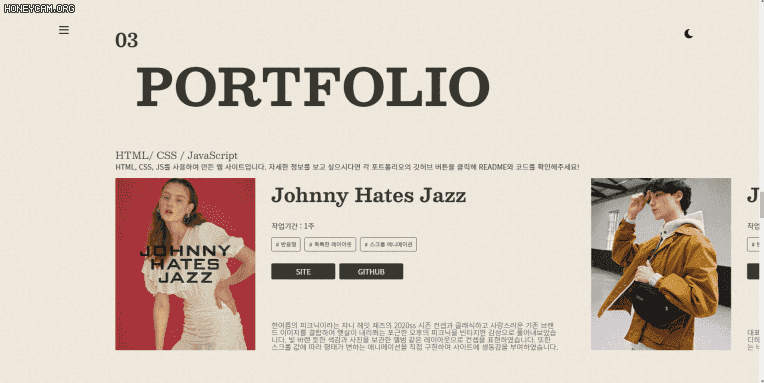 HONEYCAM.ORG
03
PORTFOLIO
HTML/ CSS / JavaScript
HTML, CSS, JS를 사용하여 만든 웹 사이트입니다. 자세한 정보를 보고 싶으시다면 각 포트폴리오의 깃허브 버튼을 클릭해 README와 코드를 확인해주세요!
JOHNNY
HATES
JAZZ
Johnny Hates Jazz
작업기간 : 1주
# 반응형 # 독특한 레이아웃 # 스크롤 애니메이션
SITE GITHUB
한여름의 피크닉이라는 쟈니 헤잇 재즈의 2020ss 시즌 컨셉과 클래식하고 사랑스러운 기존 브랜
드 이미지를 결합하여 햇살이 내리쬐는 포근한 오후의 피크닉을 빈티지한 감성으로 풀어내보았습
니다. 빛 바랜 듯한 색감과 사진을 보관한 앨범 같은 레이아웃으로 컨셉을 표현하였습니다. 또한
스크롤 값에 따라 형태가 변하는 애니메이션을 직접 구현하여 사이트에 생동감을 부여하였습니다.
J
작업
대표
디하
는 비